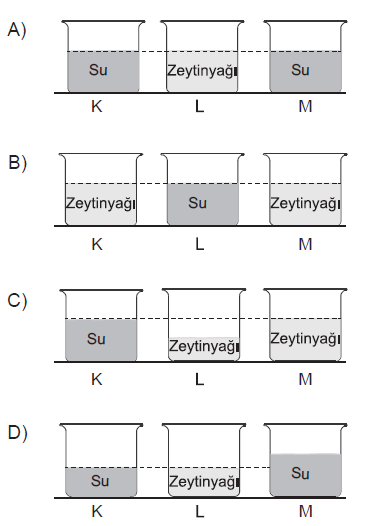 A)
Su Zeytinyağı Su
K L M
B)
Zeytinyağı Su Zeytinyağı
K L M
C)
Su Zeytinyağı Zeytinyağı
K L M
D)
Su Zeytinyağı Su
K L M